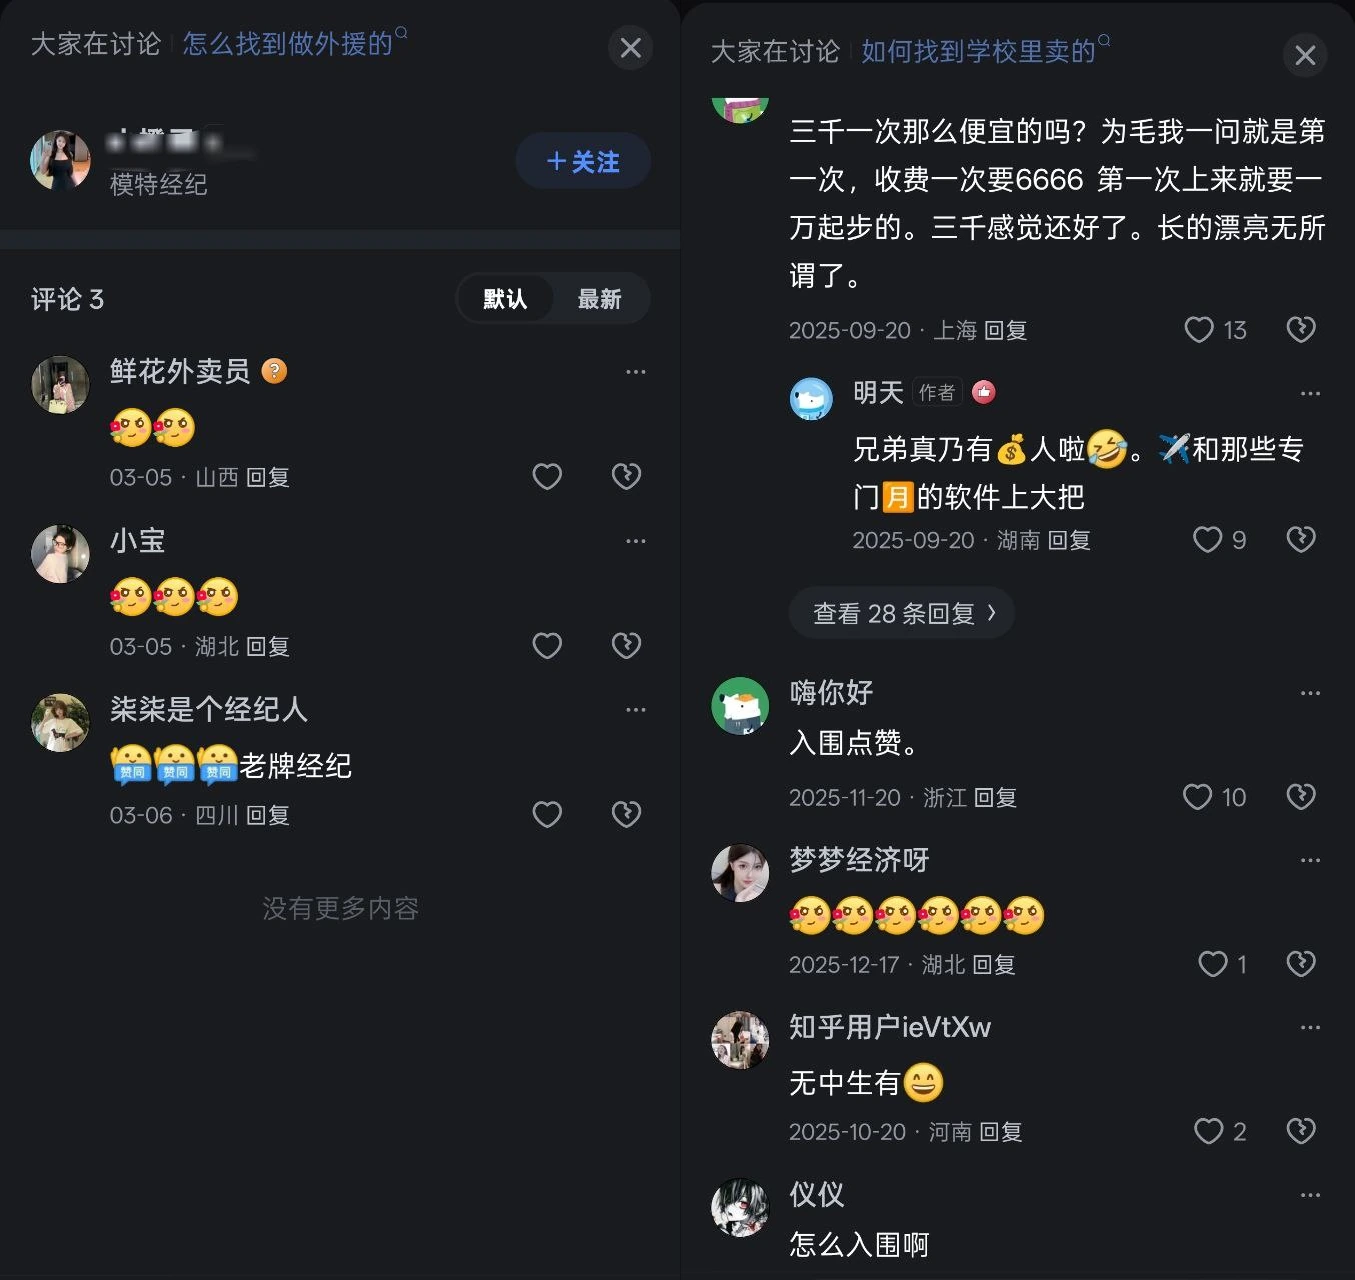 大家在讨论 怎么找到做外援的
模特经纪
+关注
评论 3
默认 最新
鲜花外卖员
03-05 · 山西 回复
小宝
03-05 · 湖北 回复
柒柒是个经纪人
赞同 赞同 赞同 老牌经纪
03-06 · 四川 回复
没有更多内容
大家在讨论 如何找到学校里卖的
三千一次那么便宜的吗？为毛我一问就是第
一次，收费一次要6666 第一次上来就要一
万起步的。三千感觉还好了。长的漂亮无所
谓了。
2025-09-20 · 上海 回复 13
明天 作者
兄弟真乃有💰人啦🤣。✈️和那些专
门🈷️的软件上大把
2025-09-20 · 湖南 回复 9
查看 28 条回复 >
嗨你好
入围点赞。
2025-11-20 · 浙江 回复 10
梦梦经济呀
2025-12-17 · 湖北 回复 1
知乎用户ieVtXw
无中生有😄
2025-10-20 · 河南 回复 2
仪仪
怎么入围啊